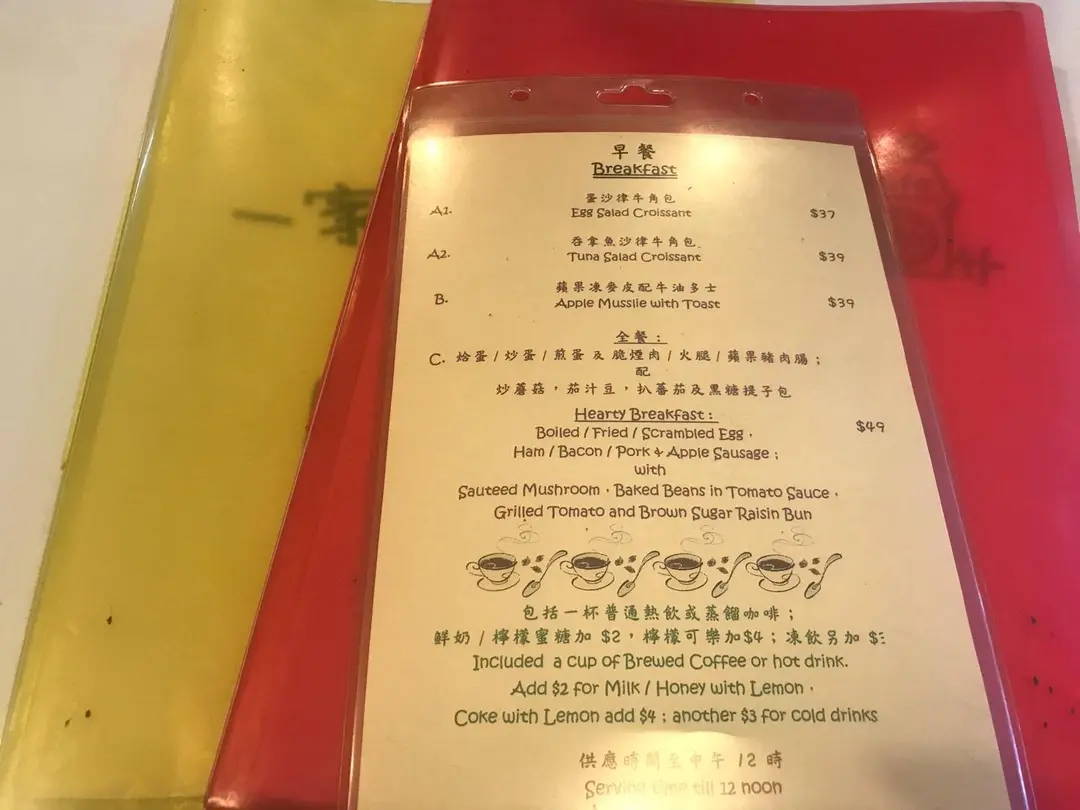 一家
早餐
Breakfast
A1. 蛋沙律牛角包
Egg Salad Croissant $37
A2. 吞拿魚沙律牛角包
Tuna Salad Croissant $39
B. 蘋果凍麥皮配牛油多士
Apple Musslie with Toast $39
全餐：
C. 焓蛋 / 炒蛋 / 煎蛋 及 脆煙肉 / 火腿 / 蘋果豬肉腸；
配
炒蘑菇，茄汁豆，扒蕃茄及黑糖提子包
Hearty Breakfast :
Boiled / Fried / Scrambled Egg , $49
Ham / Bacon / Pork & Apple Sausage ;
with
Sauteed Mushroom , Baked Beans in Tomato Sauce ,
Grilled Tomato and Brown Sugar Raisin Bun
包括一杯普通熱飲或蒸餾咖啡；
鮮奶 / 檸檬蜜糖加 $2，檸檬可樂加$4；凍飲另加
Included a cup of Brewed Coffee or hot drink.
Add $2 for Milk / Honey with Lemon ,
Coke with Lemon add $4 ; another $3 for cold drinks
供應時間至中午 12 時
Serving time till 12 noon